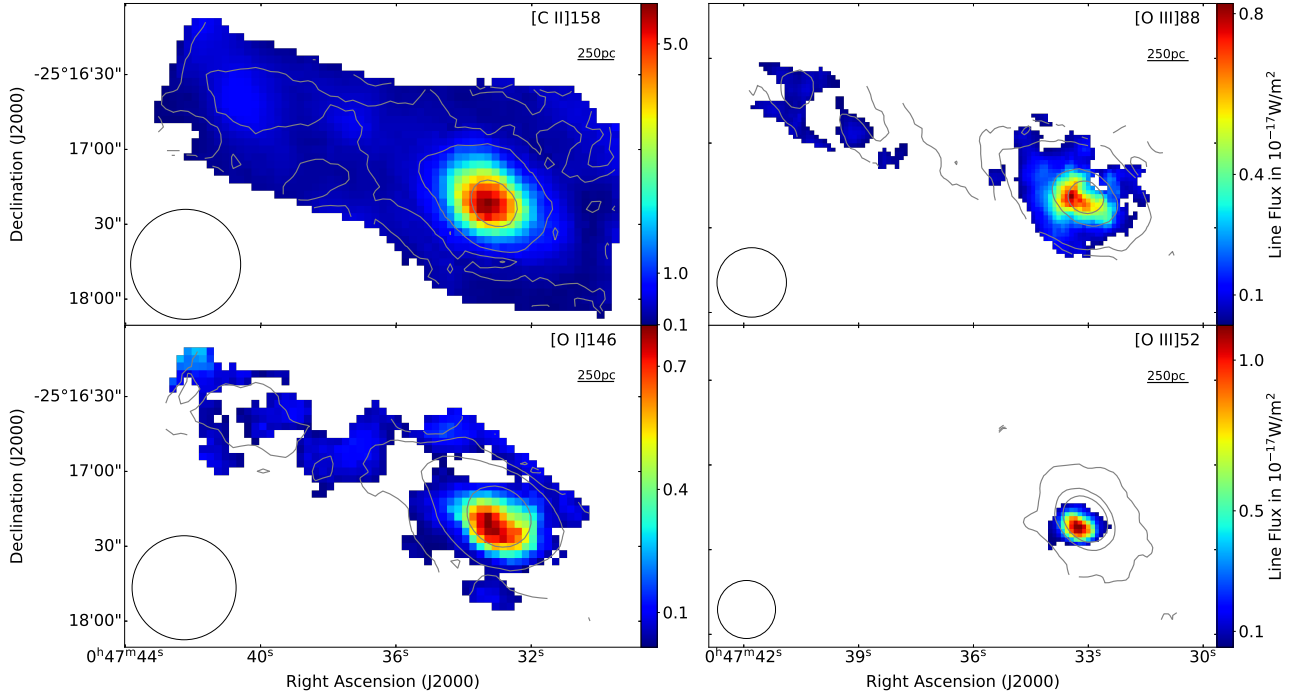 [C II]158
250pc
-25°16'30"
17'00"
30"
18'00"
Declination (J2000)
5.0
1.0
0.1
[O III]88
250pc
0.8
0.4
0.1
Line Flux in 10⁻¹⁷W/m²
[O I]146
250pc
-25°16'30"
17'00"
30"
18'00"
Declination (J2000)
0.7
0.4
0.1
0ʰ47ᵐ44ˢ
40ˢ
36ˢ
32ˢ
Right Ascension (J2000)
[O III]52
250pc
1.0
0.5
0.1
Line Flux in 10⁻¹⁷W/m²
0ʰ47ᵐ42ˢ
39ˢ
36ˢ
33ˢ
30ˢ
Right Ascension (J2000)